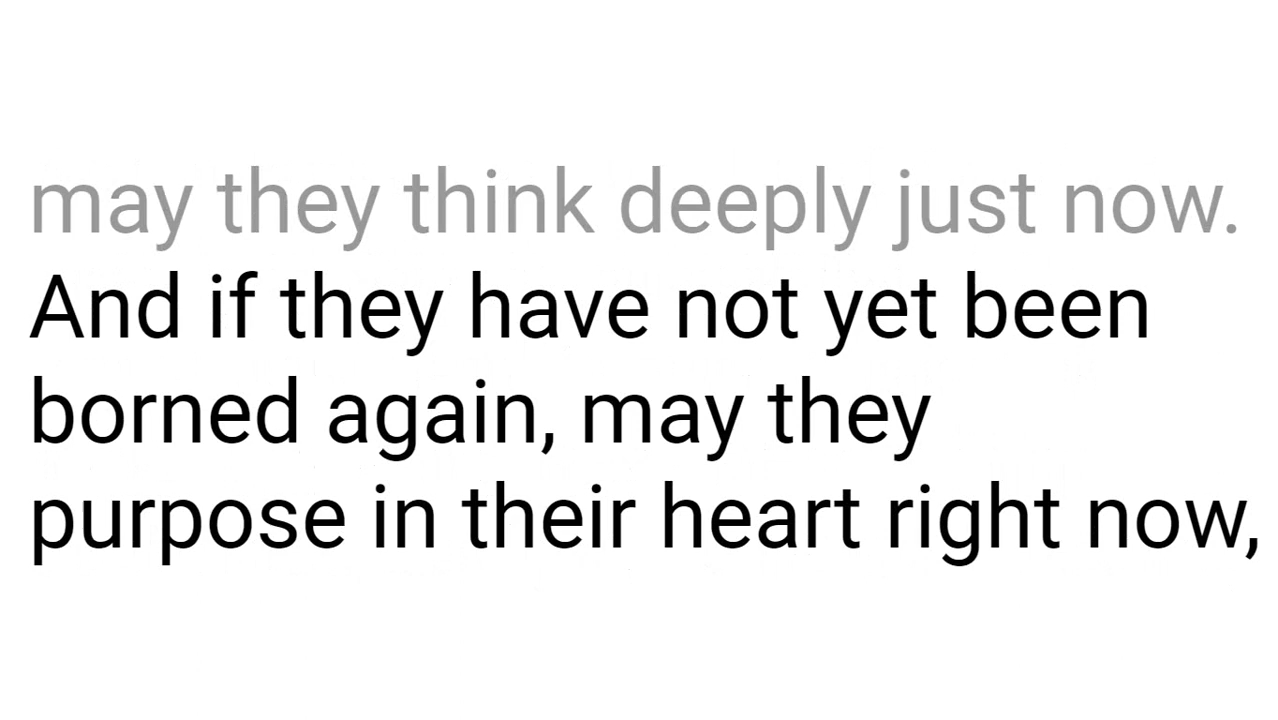 may they think deeply just now.
And if they have not yet been
borned again, may they
purpose in their heart right now,